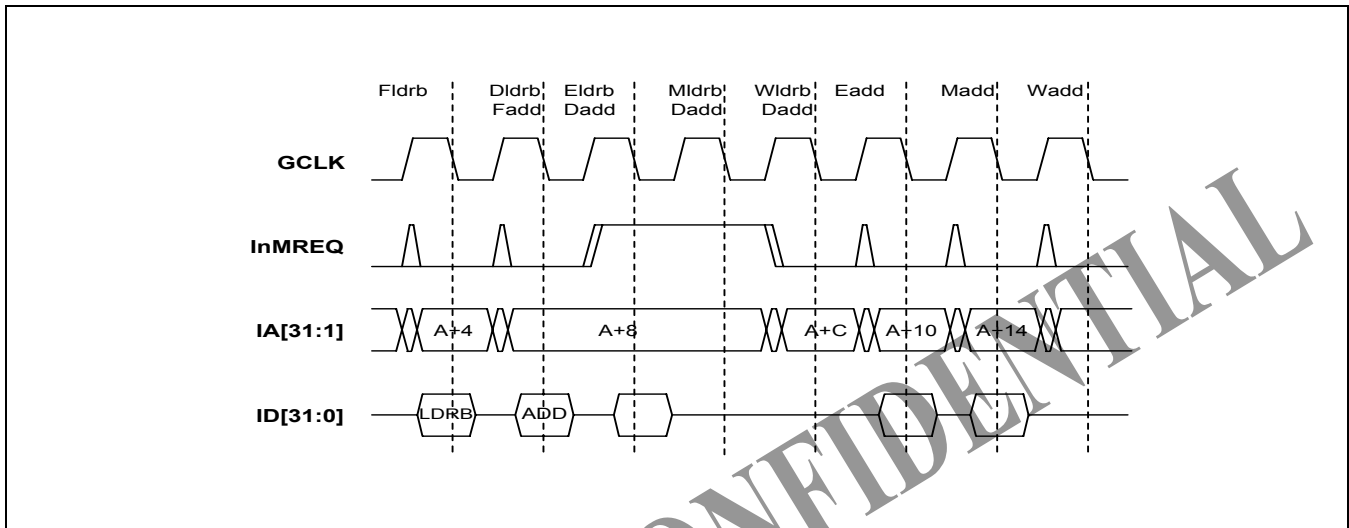 Fldrb Dldrb Eldrb Mldrb Wldrb Eadd Madd Wadd
Fadd Dadd Dadd Dadd
GCLK
InMREQ
IA[31:1] A+4 A+8 A+C A+10 A+14
ID[31:0] LDRB ADD
CONFIDENTIAL